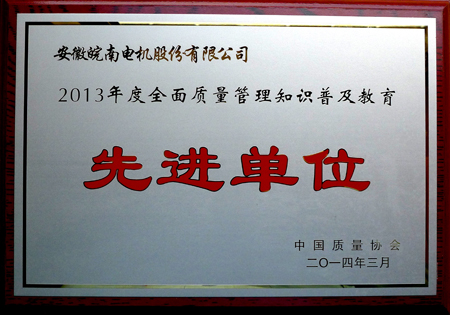 安徽皖南电机股份有限公司
2013年度全面质量管理知识普及教育
先进单位
中国质量协会
二〇一四年三月